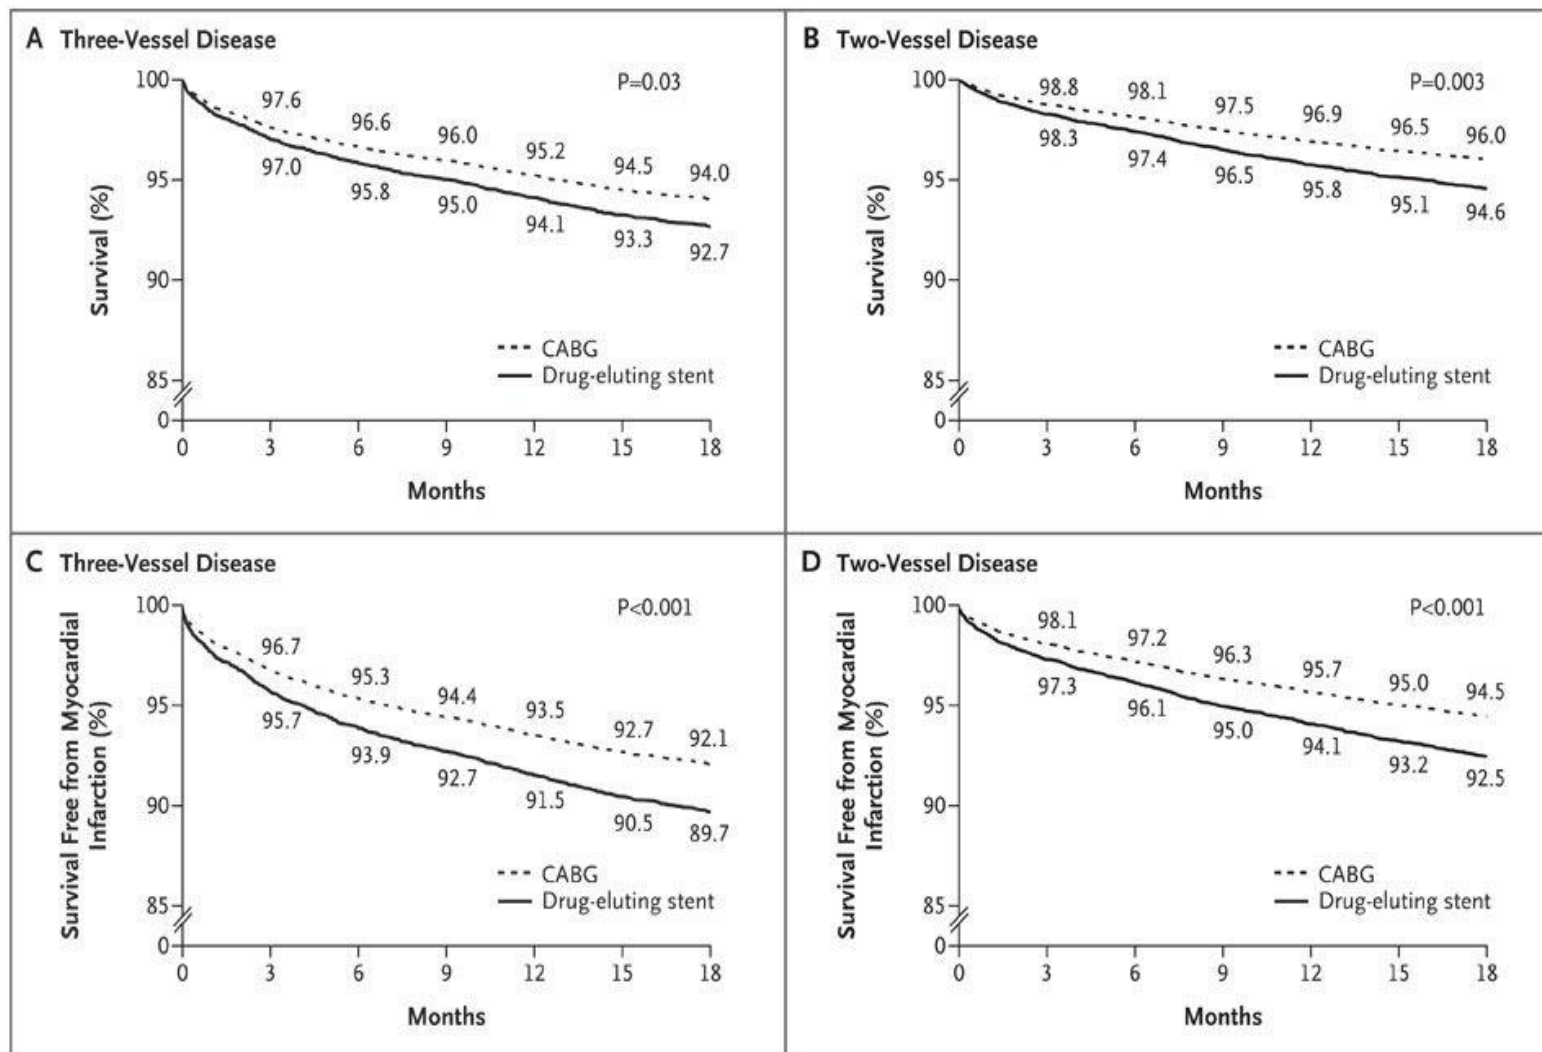 A Three-Vessel Disease
P=0.03
100
95
90
85
0
Survival (%)
97.6
96.6
96.0
95.2
94.5
94.0
97.0
95.8
95.0
94.1
93.3
92.7
CABG
Drug-eluting stent
0 3 6 9 12 15 18
Months
B Two-Vessel Disease
P=0.003
100
95
90
85
0
Survival (%)
98.8
98.1
97.5
96.9
96.5
96.0
98.3
97.4
96.5
95.8
95.1
94.6
CABG
Drug-eluting stent
0 3 6 9 12 15 18
Months
C Three-Vessel Disease
P<0.001
100
95
90
85
0
Survival Free from Myocardial
Infarction (%)
96.7
95.3
94.4
93.5
92.7
92.1
95.7
93.9
92.7
91.5
90.5
89.7
CABG
Drug-eluting stent
0 3 6 9 12 15 18
Months
D Two-Vessel Disease
P<0.001
100
95
90
85
0
Survival Free from Myocardial
Infarction (%)
98.1
97.2
96.3
95.7
95.0
94.5
97.3
96.1
95.0
94.1
93.2
92.5
CABG
Drug-eluting stent
0 3 6 9 12 15 18
Months